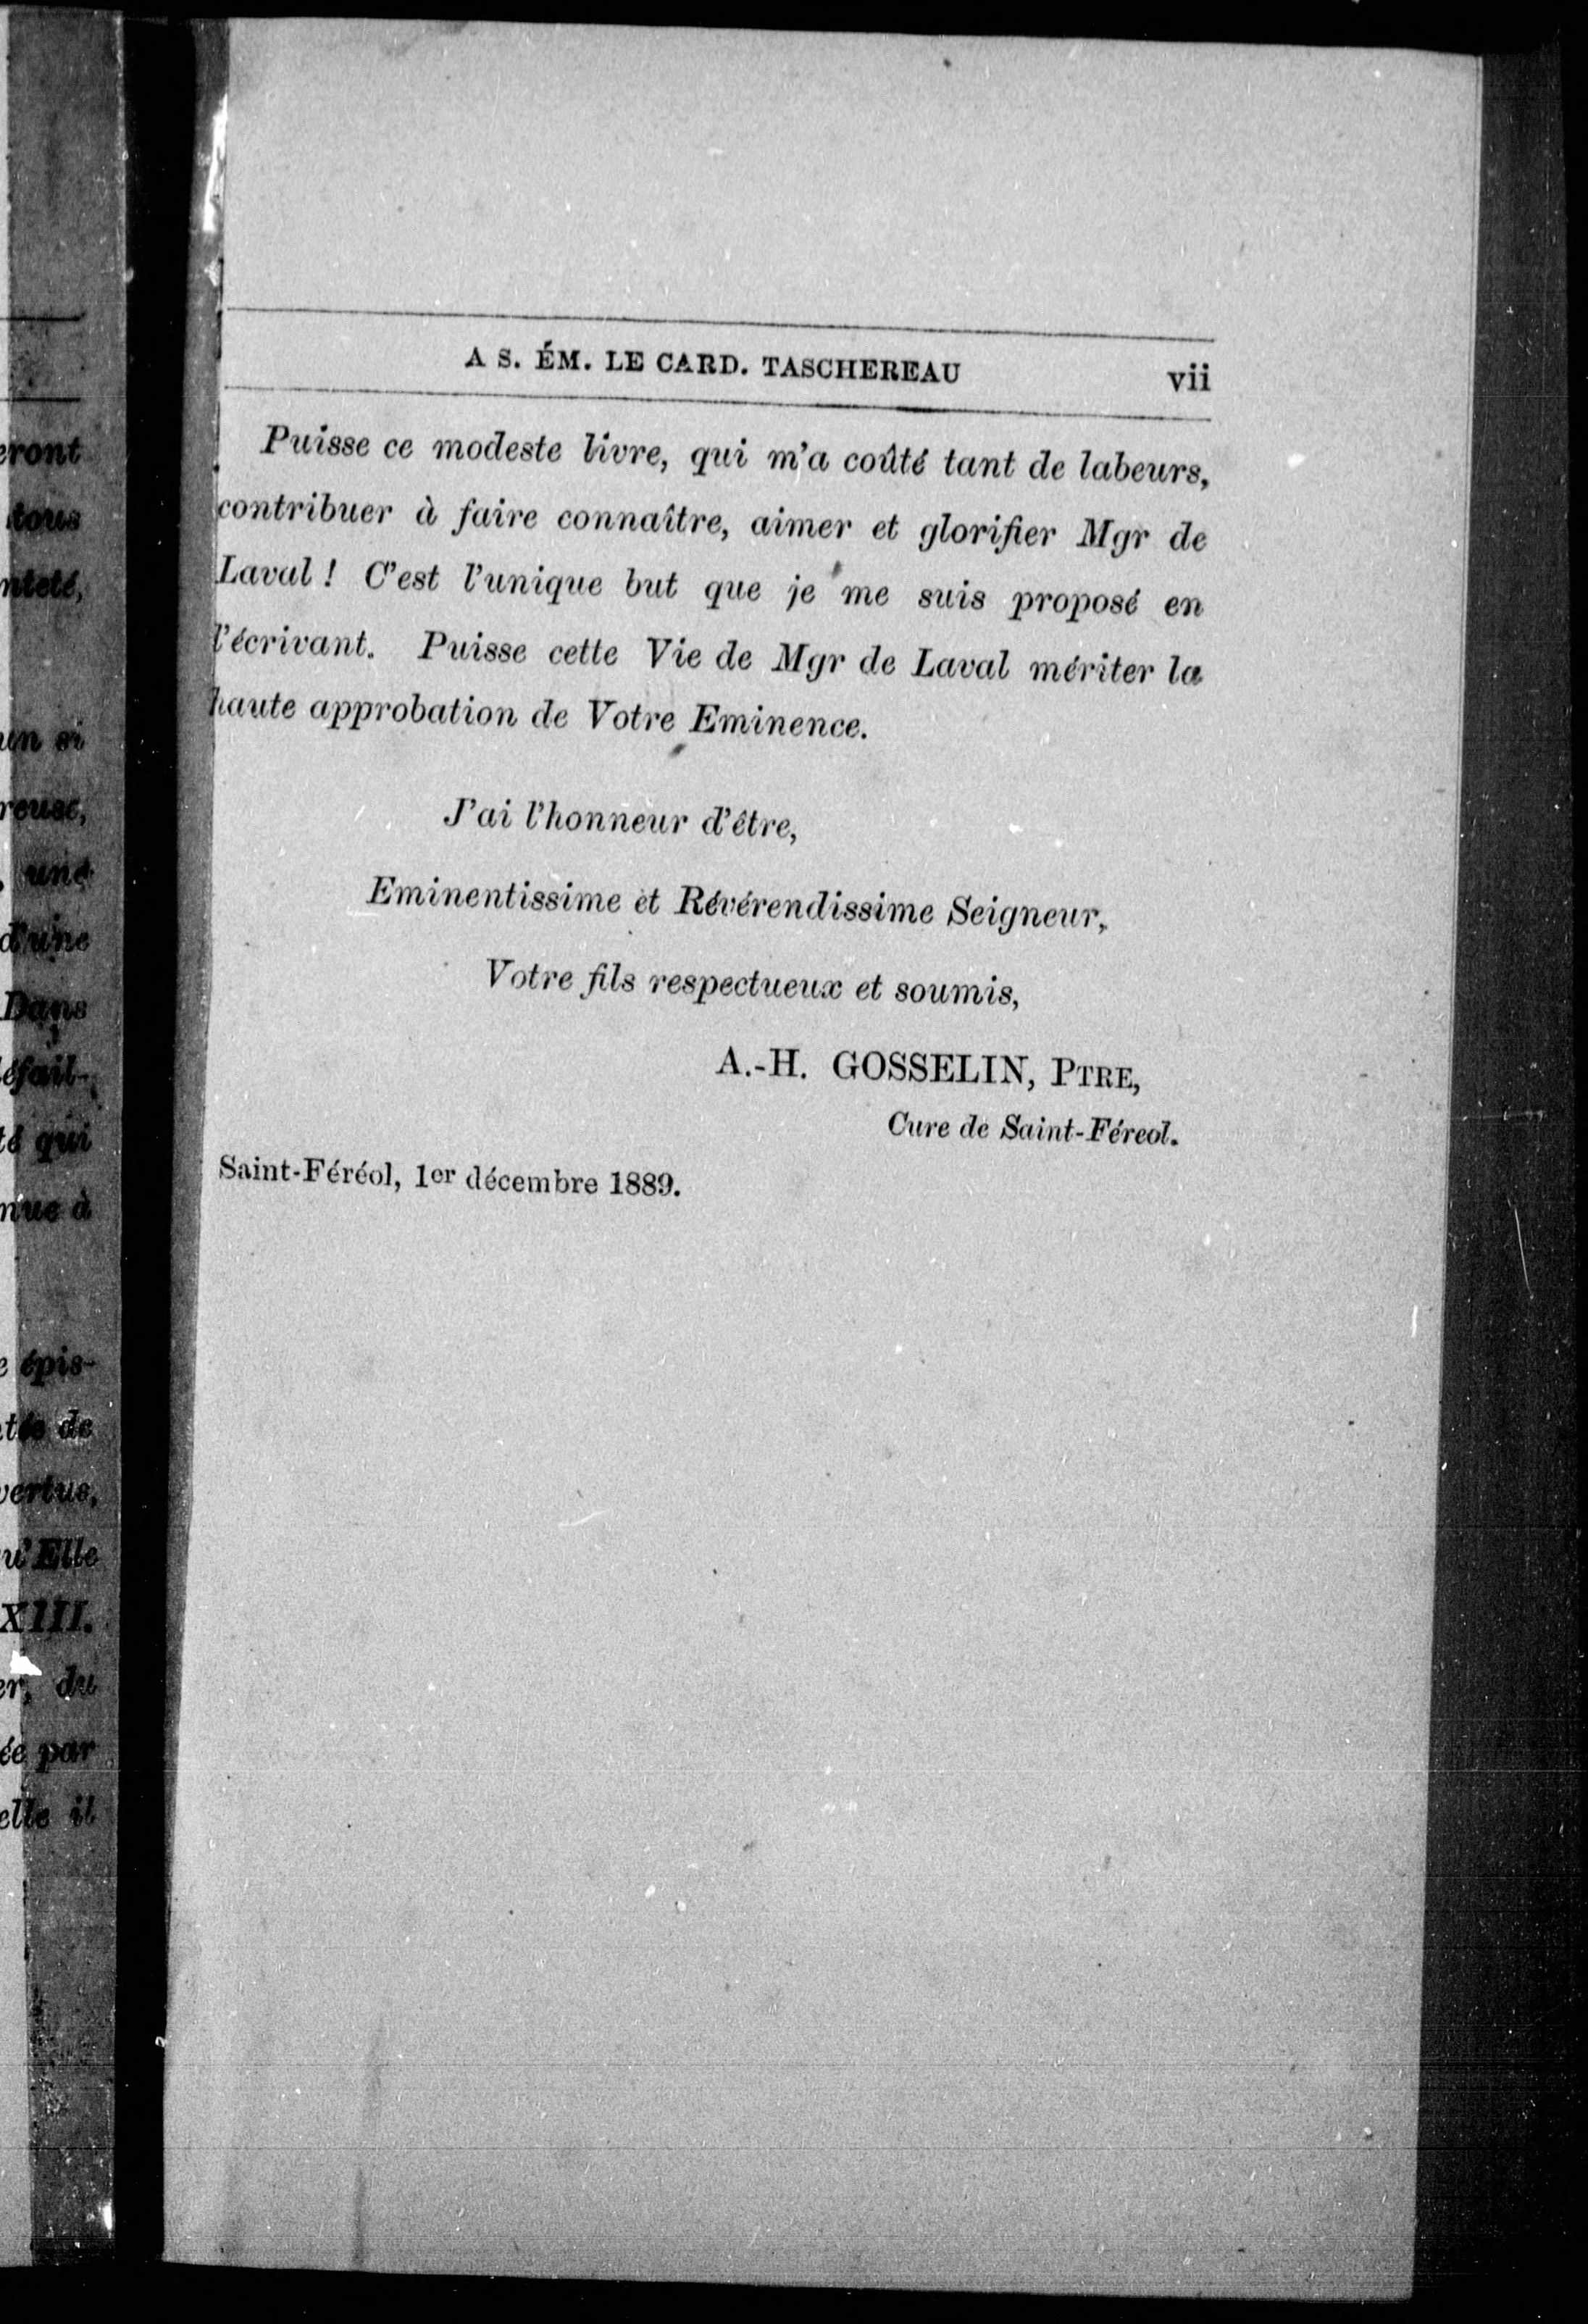 A S. ÉM. LE CARD. TASCHEREAU vii
Puisse ce modeste livre, qui m'a coûté tant de labeurs,
contribuer à faire connaître, aimer et glorifier Mgr de
Laval ! C'est l'unique but que je me suis proposé en
l'écrivant. Puisse cette Vie de Mgr de Laval mériter la
haute approbation de Votre Eminence.
J'ai l'honneur d'être,
Eminentissime et Révérendissime Seigneur,
Votre fils respectueux et soumis,
A.-H. GOSSELIN, PTRE,
Cure de Saint-Féreol.
Saint-Féréol, 1er décembre 1889.